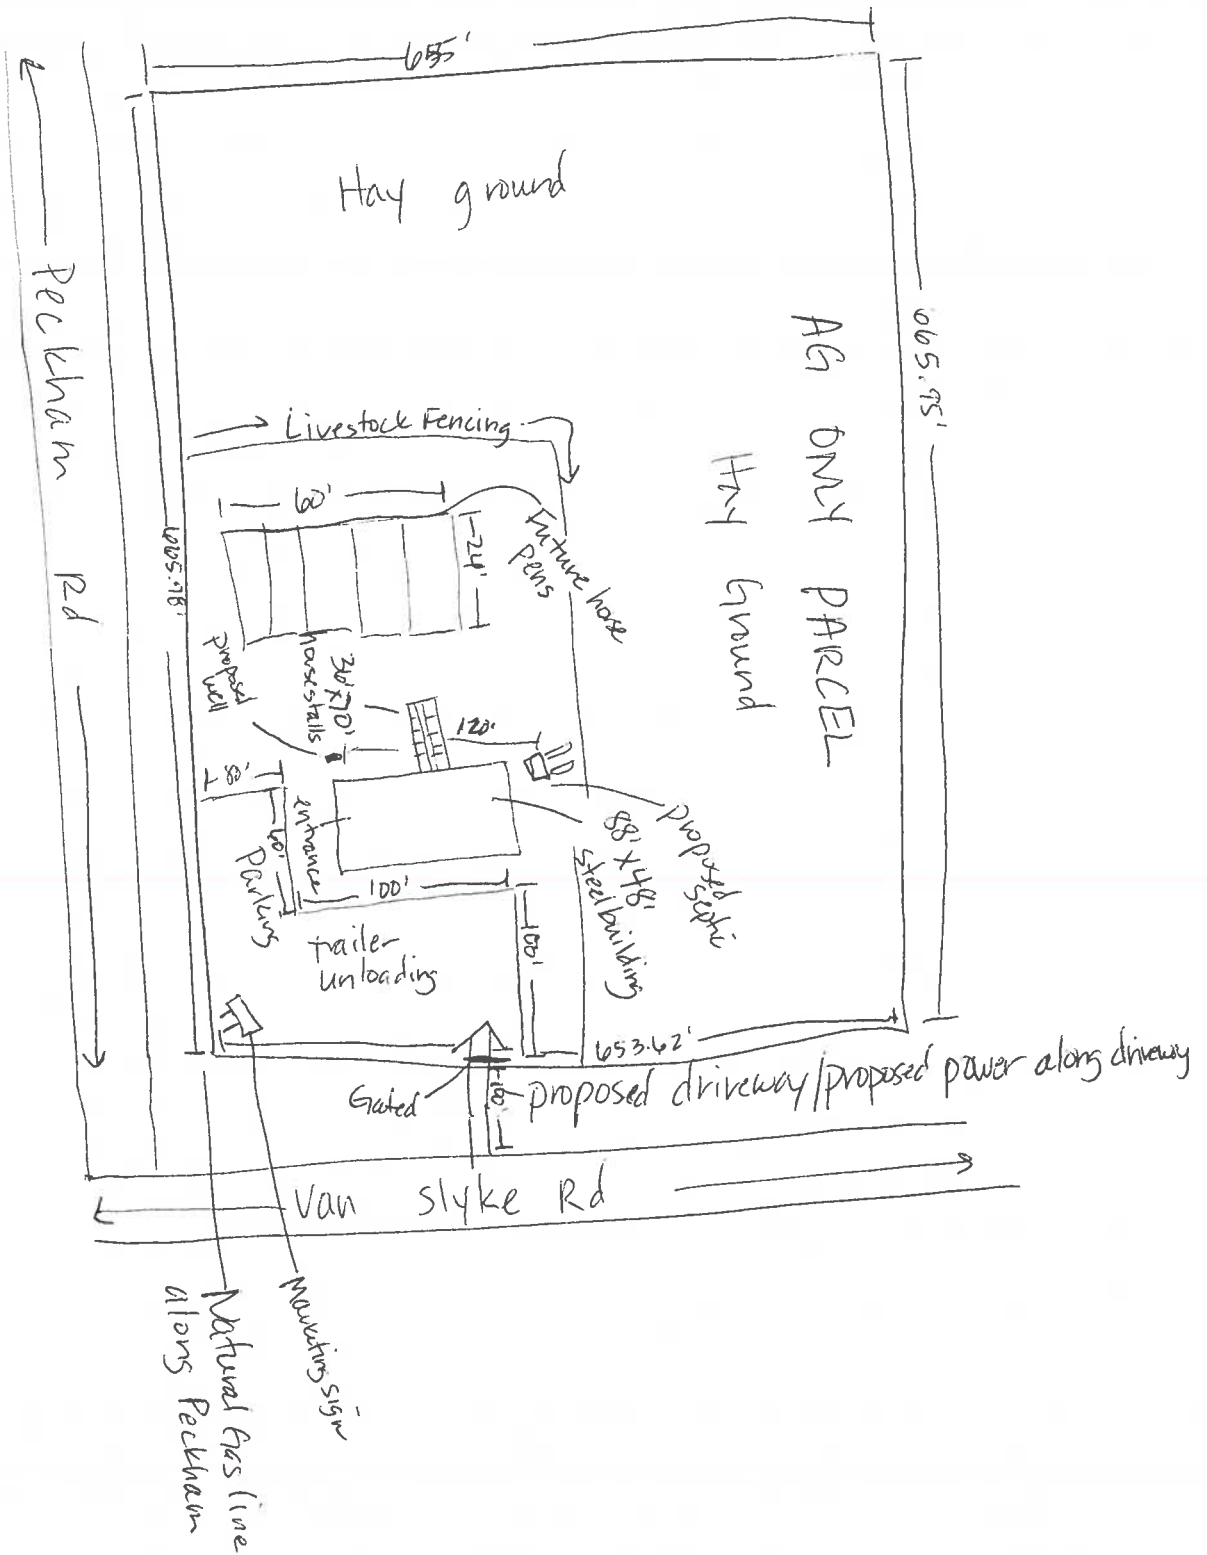 655'
Hay ground
Peckham Rd
665.75'
AG ONLY PARCEL
Hay Ground
Livestock Fencing
60'
24'
Future horse
pens
665.78'
proposed
well
36' x 70'
horse stalls
120'
80'
entrance
60'
Parking
100'
88' x 48'
steel building
proposed
septic
trailer
unloading
100'
653.62'
Gated
100'
proposed driveway/proposed power along driveway
Van Slyke Rd
Marketing sign
Natural Gas line
along Peckham